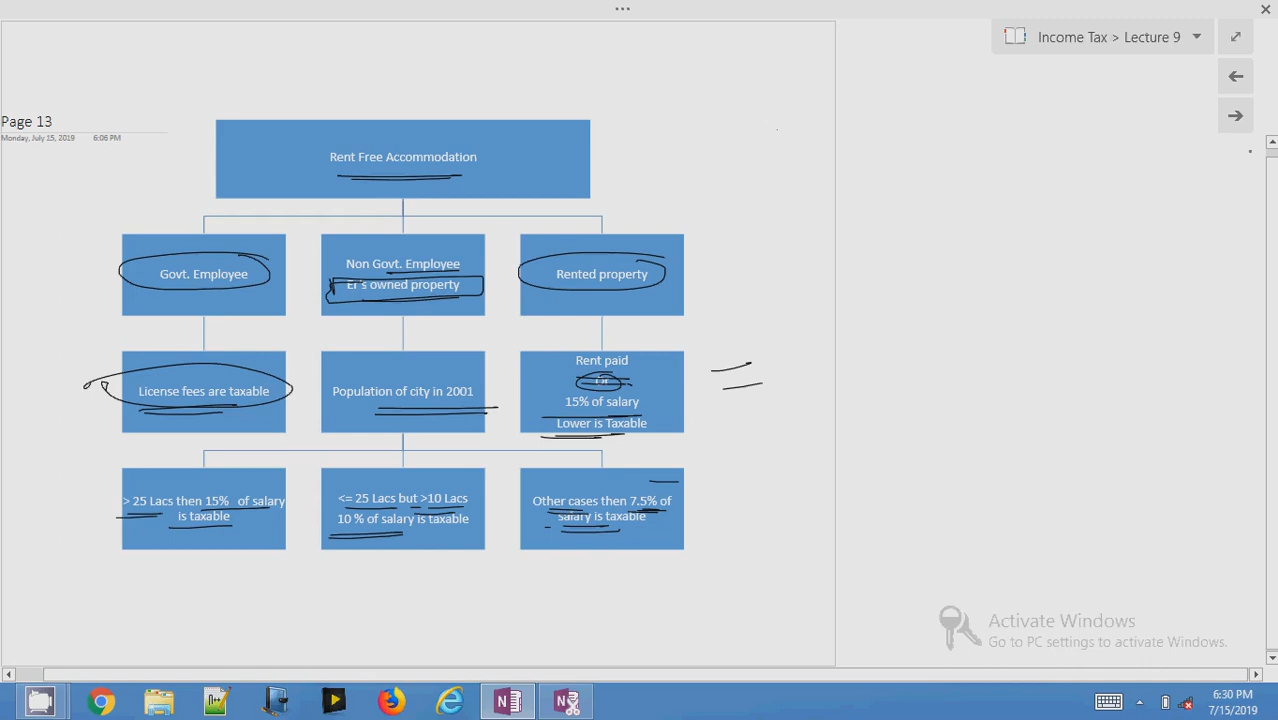 Income Tax > Lecture 9
Page 13
Monday, July 15, 2019 6:06 PM
Rent Free Accommodation
Govt. Employee
Non Govt. Employee
Er's owned property
Rented property
License fees are taxable
Population of city in 2001
Rent paid
15% of salary
Lower is Taxable
> 25 Lacs then 15% of salary
is taxable
<= 25 Lacs but >10 Lacs
10 % of salary is taxable
Other cases then 7.5% of
salary is taxable
Activate Windows
Go to PC settings to activate Windows.
6:30 PM
7/15/2019